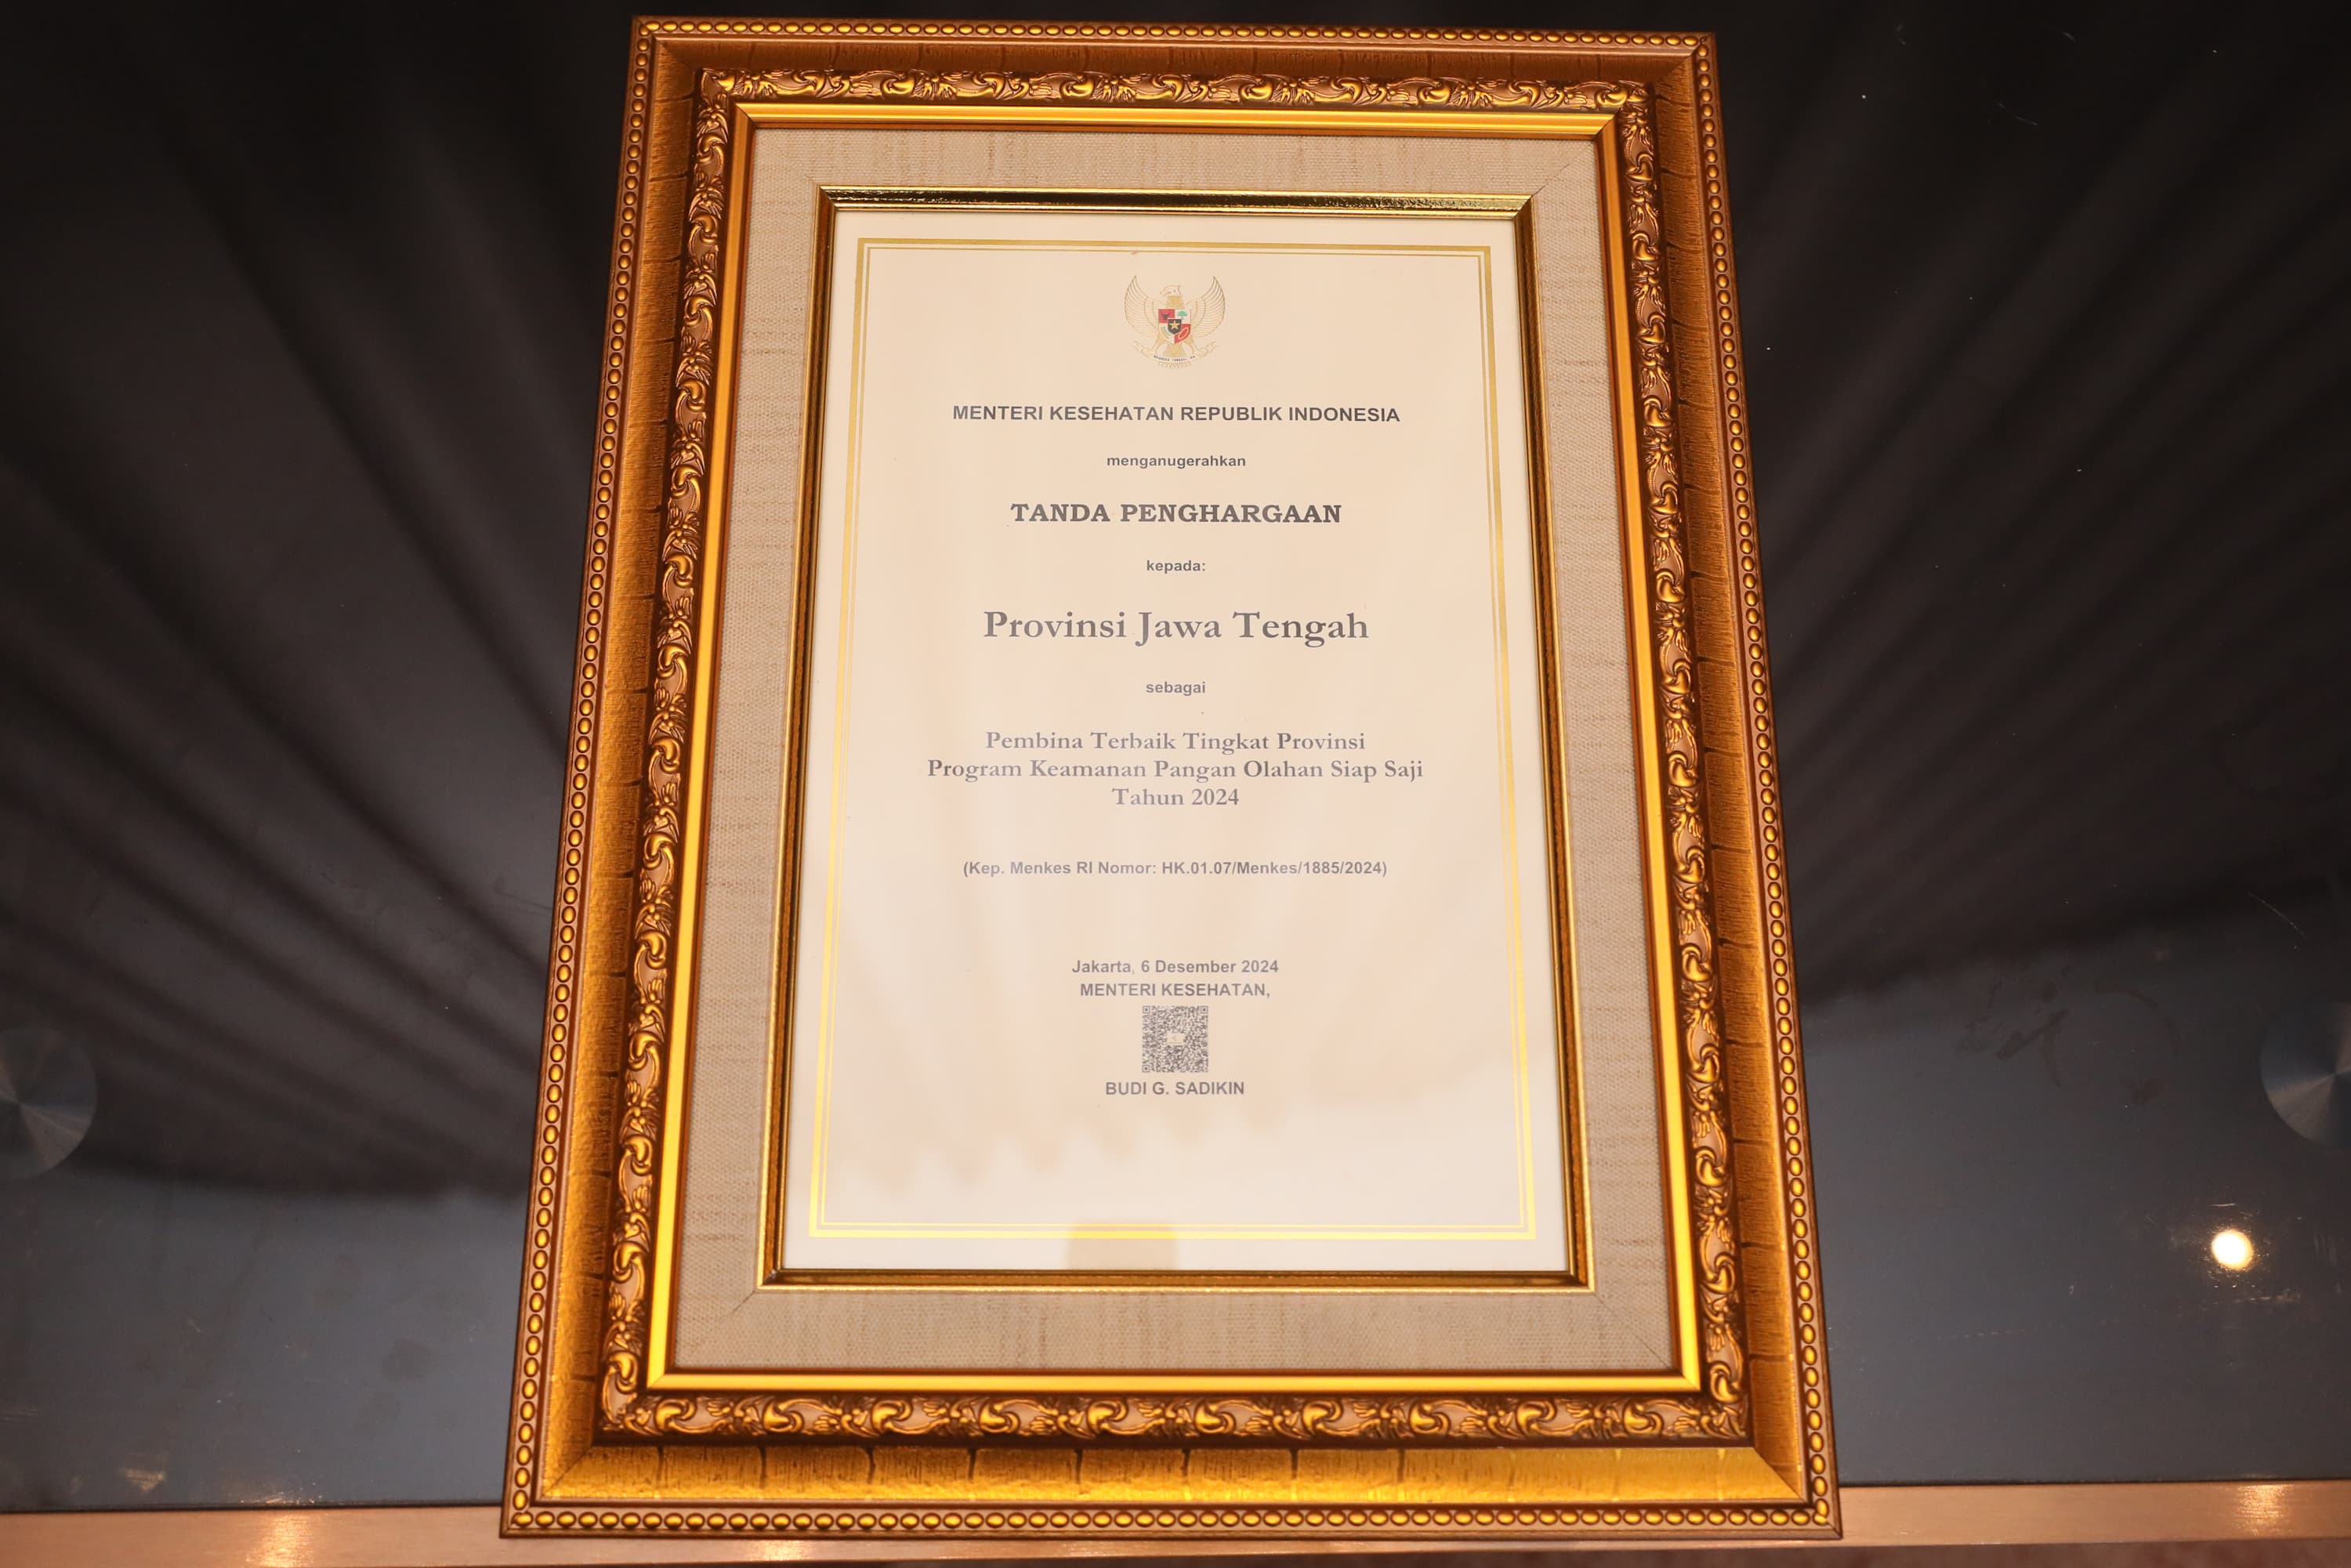 MENTERI KESEHATAN REPUBLIK INDONESIA
menganugerahkan
TANDA PENGHARGAAN
kepada:
Provinsi Jawa Tengah
sebagai
Pembina Terbaik Tingkat Provinsi
Program Keamanan Pangan Olahan Siap Saji
Tahun 2024
(Kep. Menkes RI Nomor: HK.01.07/Menkes/1885/2024)
Jakarta, 6 Desember 2024
MENTERI KESEHATAN,
BUDI G. SADIKIN